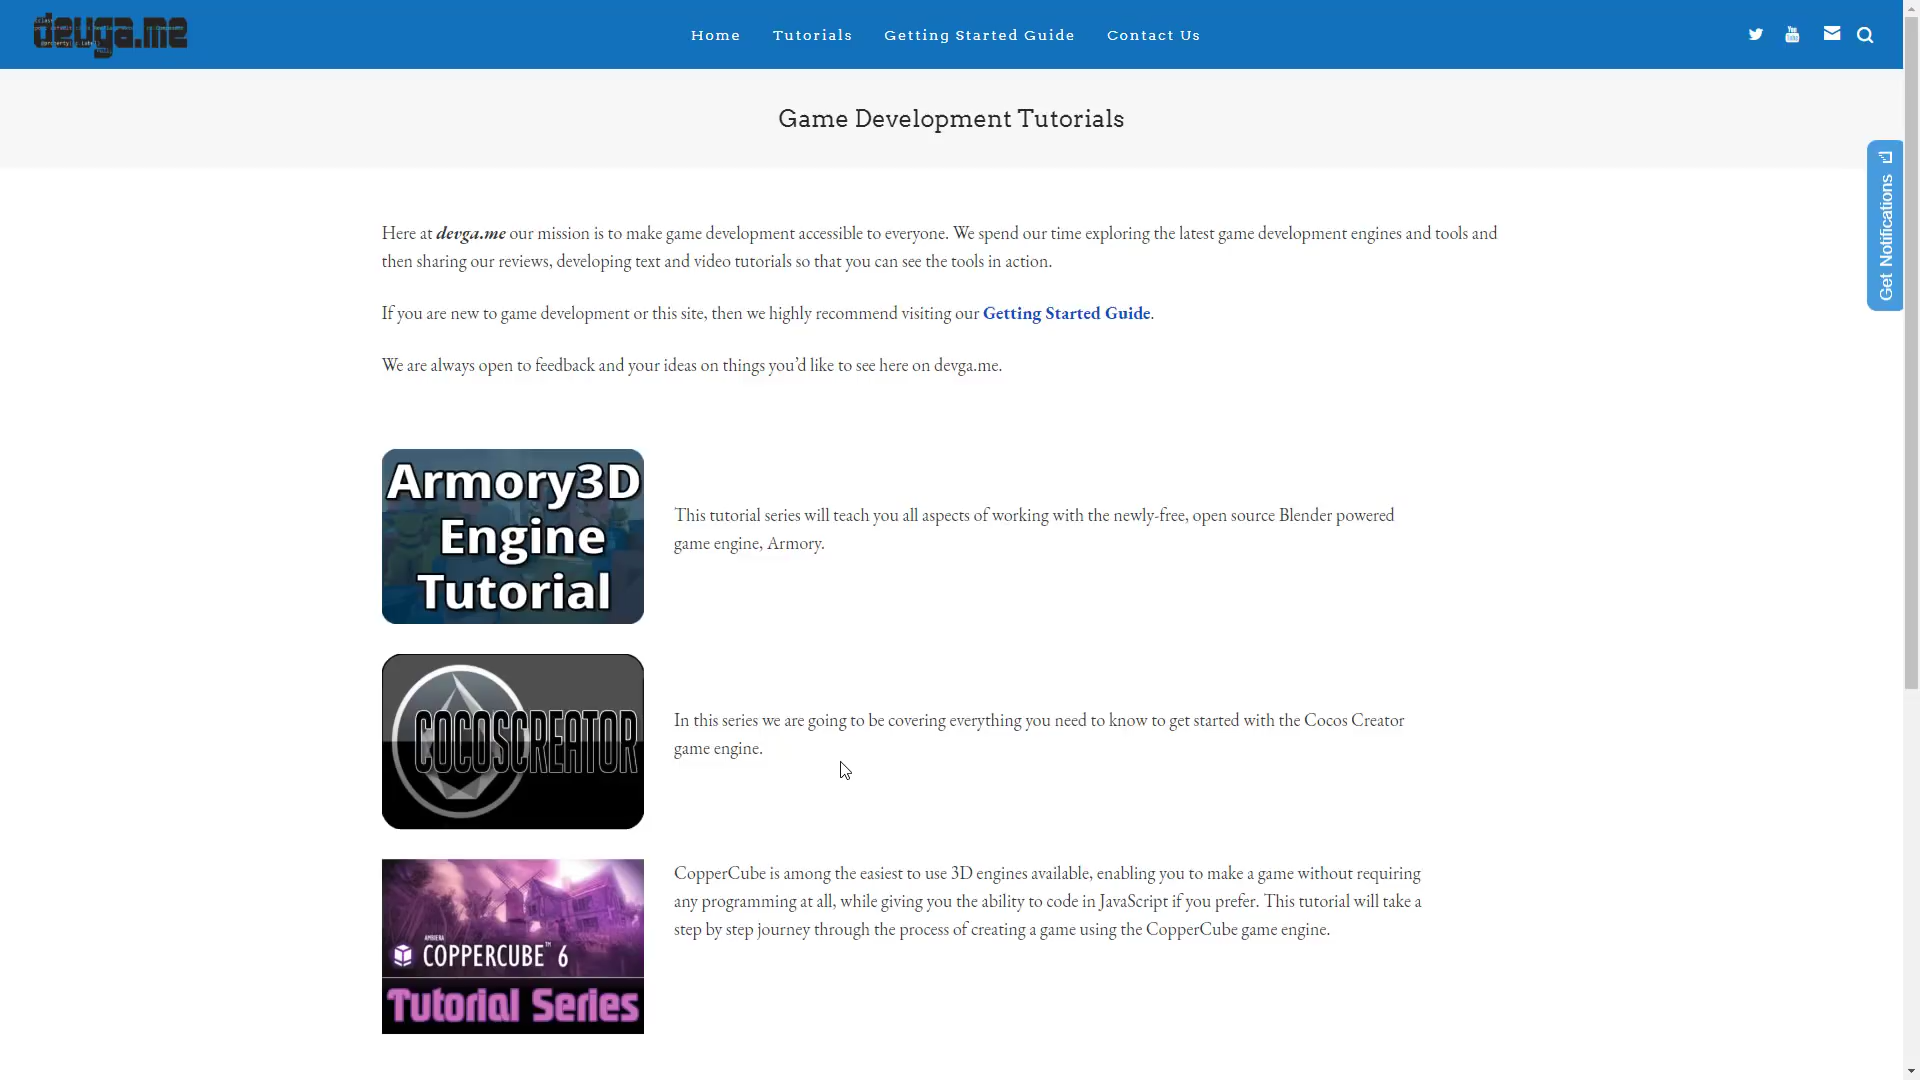 devga.me
Home
Tutorials
Getting Started Guide
Contact Us
Game Development Tutorials
Get Notifications
Here at devga.me our mission is to make game development accessible to everyone. We spend our time exploring the latest game development engines and tools and
then sharing our reviews, developing text and video tutorials so that you can see the tools in action.
If you are new to game development or this site, then we highly recommend visiting our Getting Started Guide.
We are always open to feedback and your ideas on things you’d like to see here on devga.me.
Armory3D
Engine
Tutorial
This tutorial series will teach you all aspects of working with the newly-free, open source Blender powered
game engine, Armory.
COCOSCREATOR
In this series we are going to be covering everything you need to know to get started with the Cocos Creator
game engine.
AMBIERA
COPPERCUBE™ 6
Tutorial Series
CopperCube is among the easiest to use 3D engines available, enabling you to make a game without requiring
any programming at all, while giving you the ability to code in JavaScript if you prefer. This tutorial will take a
step by step journey through the process of creating a game using the CopperCube game engine.